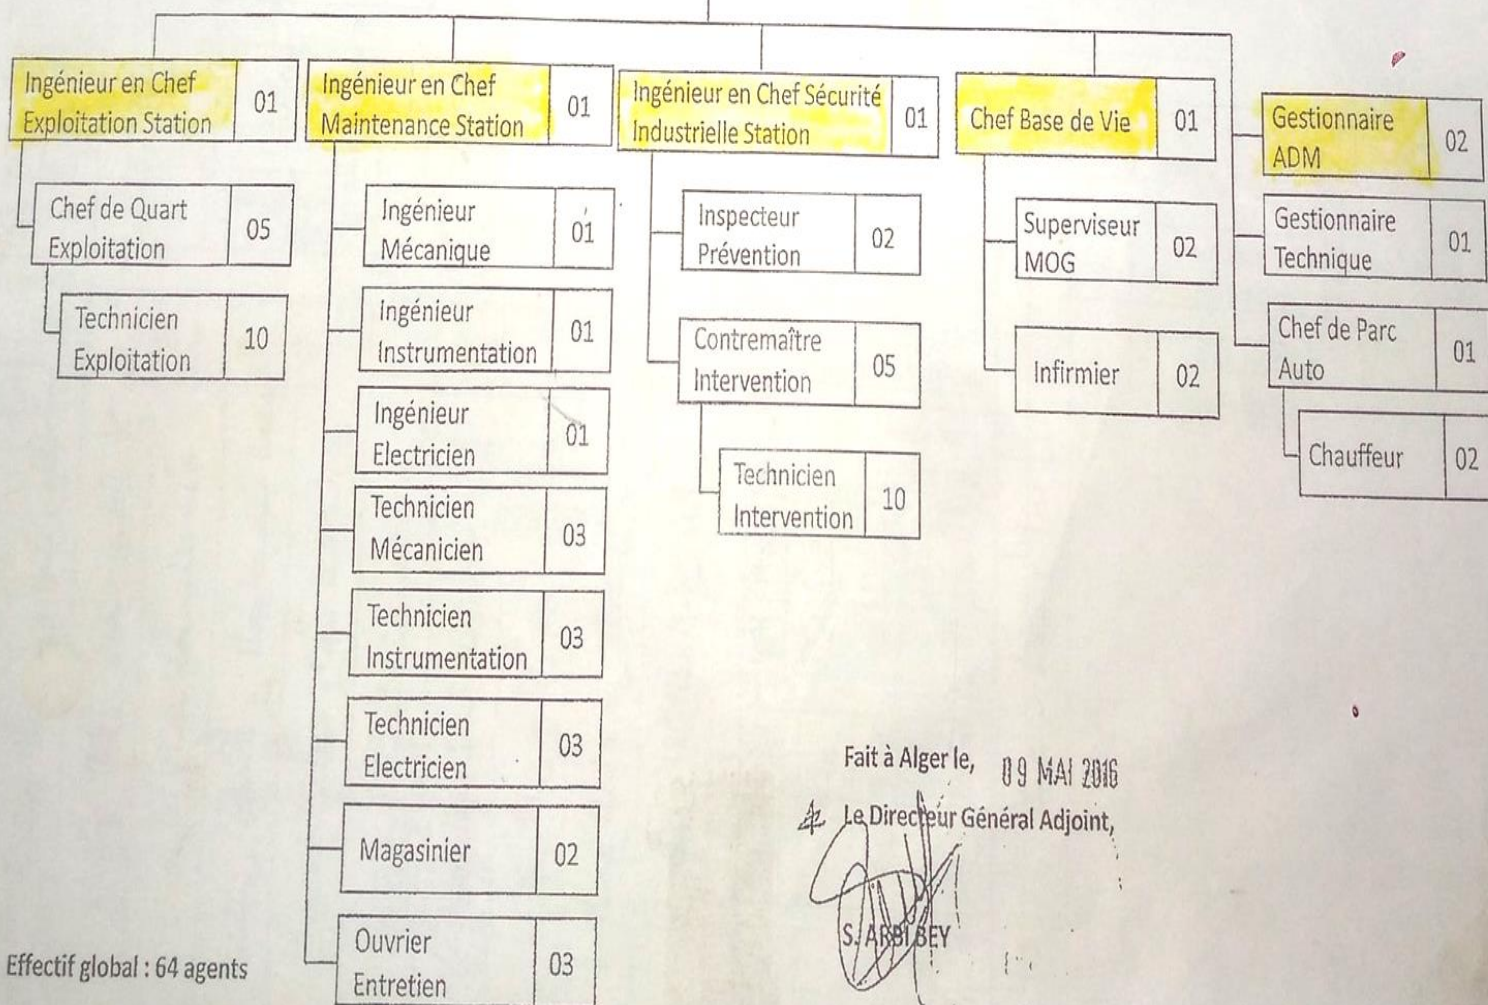 Ingénieur en Chef
Exploitation Station
01
Chef de Quart
Exploitation
05
Technicien
Exploitation
10
Ingénieur en Chef
Maintenance Station
01
Ingénieur
Mécanique
01
Ingénieur
Instrumentation
01
Ingénieur
Electricien
01
Technicien
Mécanicien
03
Technicien
Instrumentation
03
Technicien
Electricien
03
Magasinier
02
Ouvrier
Entretien
03
Ingénieur en Chef Sécurité
Industrielle Station
01
Inspecteur
Prévention
02
Contremaître
Intervention
05
Technicien
Intervention
10
Chef Base de Vie
01
Superviseur
MOG
02
Infirmier
02
Gestionnaire
ADM
02
Gestionnaire
Technique
01
Chef de Parc
Auto
01
Chauffeur
02
Fait à Alger le, 09 MAI 2016
Le Directeur Général Adjoint,
S. ARBI BEY
Effectif global : 64 agents